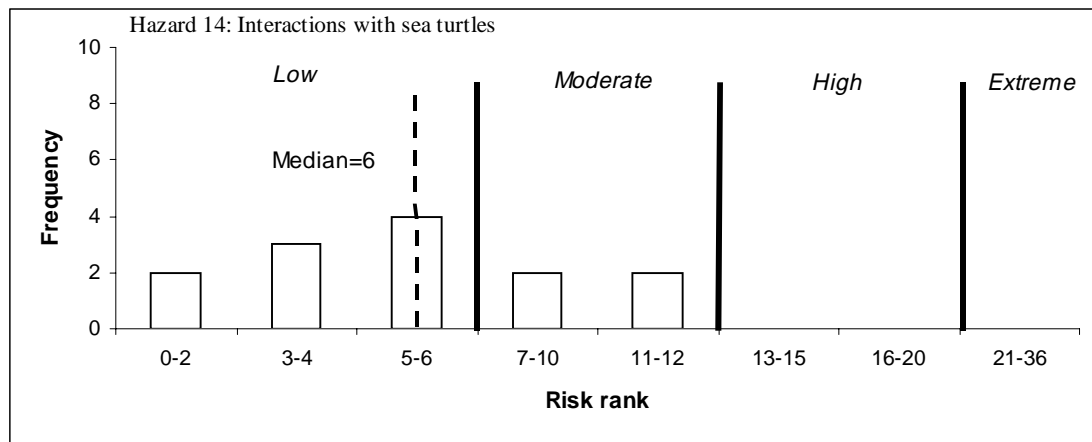 Hazard 14: Interactions with sea turtles
10
8
6
4
2
0
Frequency
Low
Moderate
High
Extreme
Median=6
0-2
3-4
5-6
7-10
11-12
13-15
16-20
21-36
Risk rank